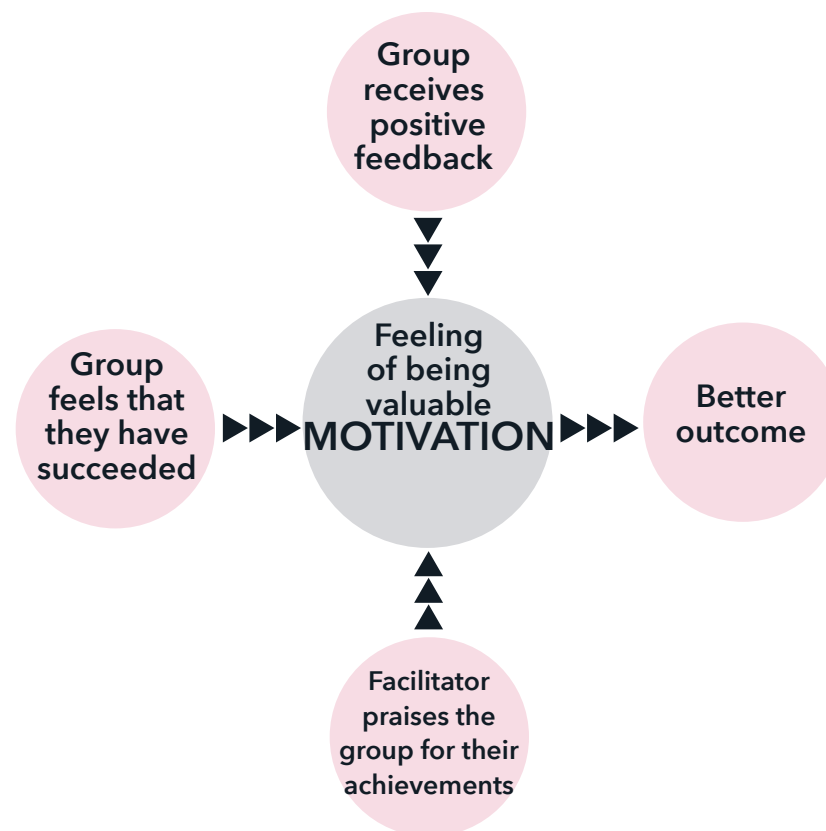 Group
receives
positive
feedback
Group
feels that
they have
succeeded
Feeling
of being
valuable
MOTIVATION
Better
outcome
Facilitator
praises the
group for their
achievements